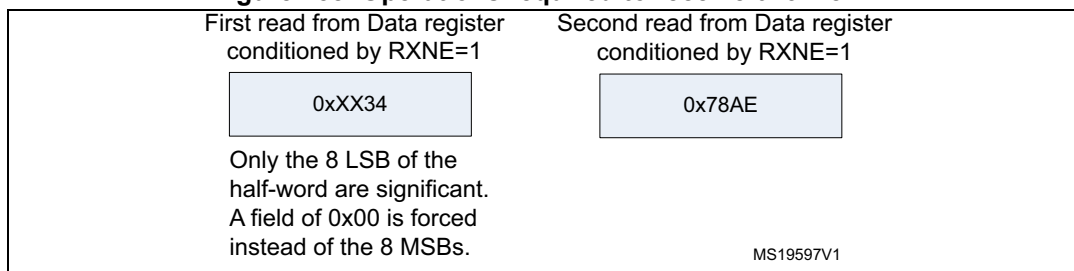 First read from Data register
conditioned by RXNE=1
0xXX34
Only the 8 LSB of the
half-word are significant.
A field of 0x00 is forced
instead of the 8 MSBs.
Second read from Data register
conditioned by RXNE=1
0x78AE
MS19597V1